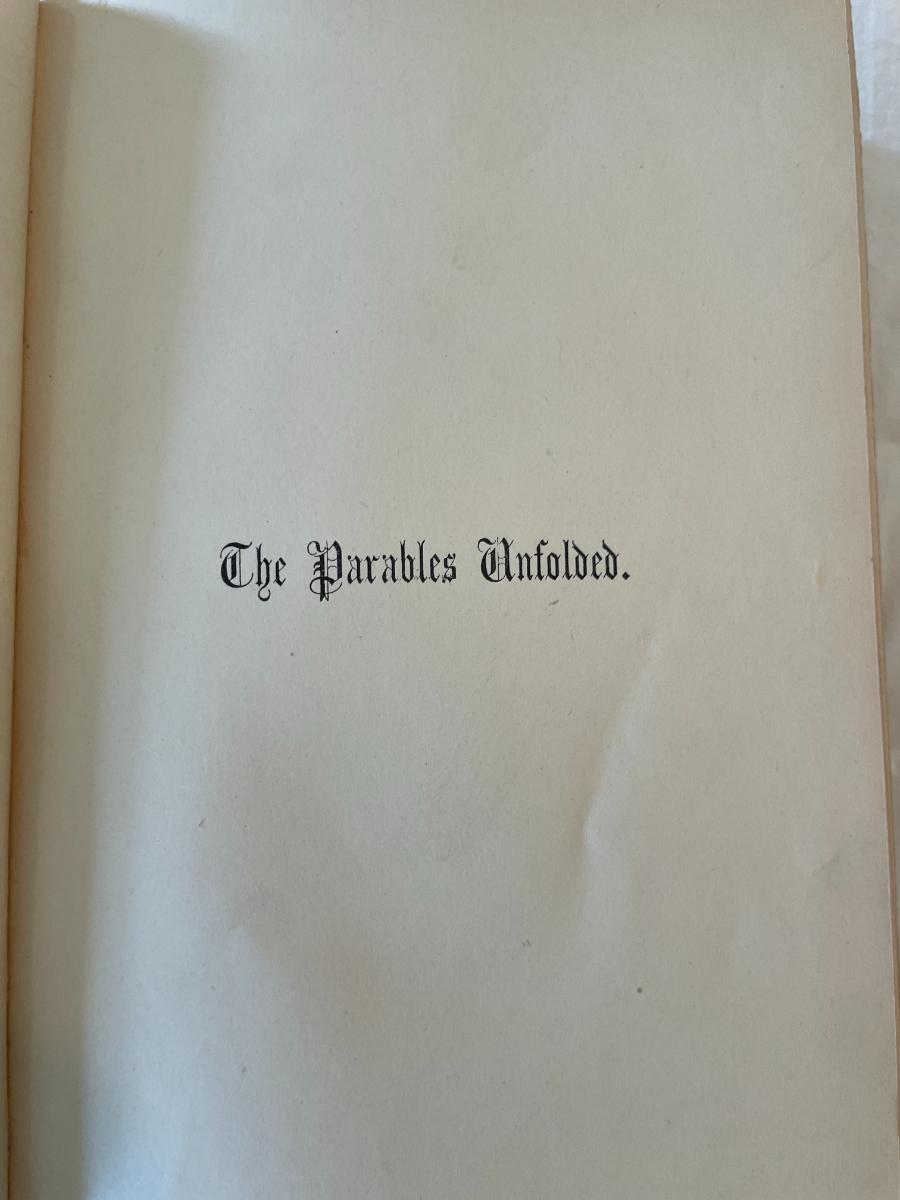 The Parables Unfolded.